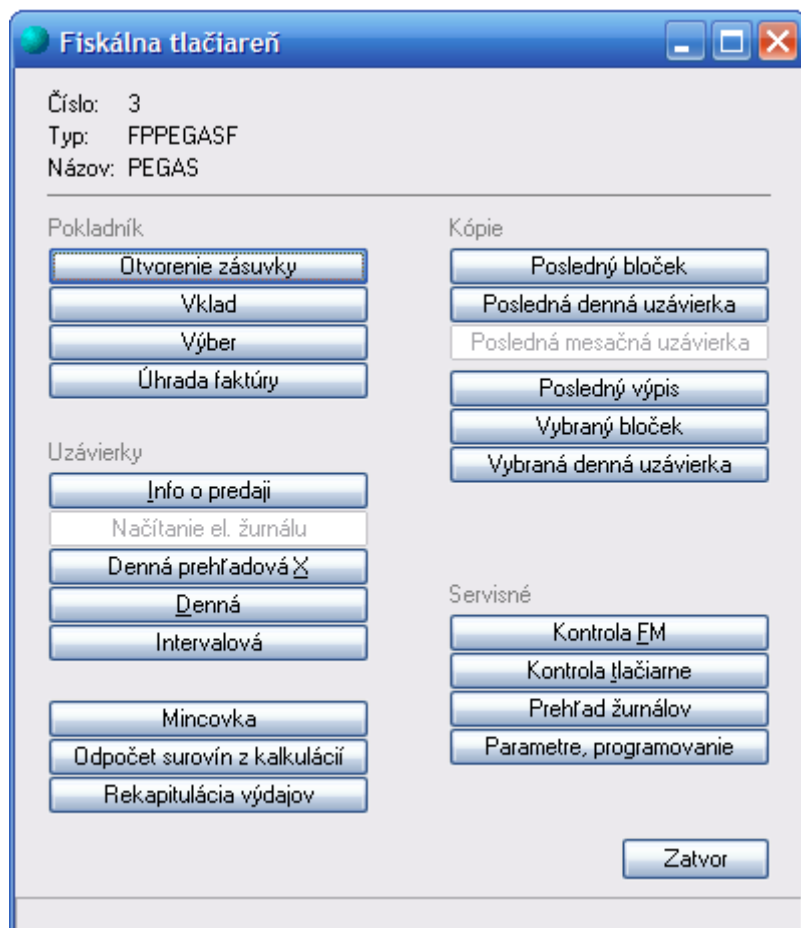 Fiskálna tlačiareň
Číslo: 3
Typ: FPPEGASF
Názov: PEGAS
Pokladník
Otvorenie zásuvky
Vklad
Výber
Úhrada faktúry
Uzávierky
Info o predaji
Načítanie el. žurnálu
Denná prehľadová X
Denná
Intervalová
Mincovka
Odpočet surovín z kalkulácií
Rekapitulácia výdajov
Kópie
Posledný bloček
Posledná denná uzávierka
Posledná mesačná uzávierka
Posledný výpis
Vybraný bloček
Vybraná denná uzávierka
Servisné
Kontrola FM
Kontrola tlačiarne
Prehľad žurnálov
Parametre, programovanie
Zatvor